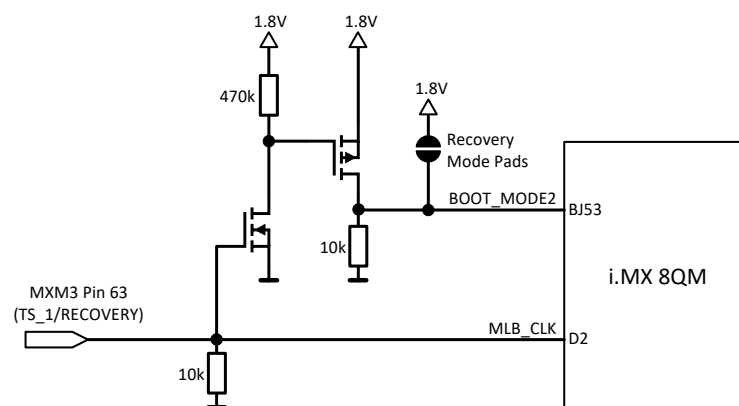 1.8V
1.8V
1.8V
470k
Recovery
Mode Pads
BOOT_MODE2
BJ53
10k
i.MX 8QM
MXM3 Pin 63
(TS_1/RECOVERY)
MLB_CLK
D2
10k